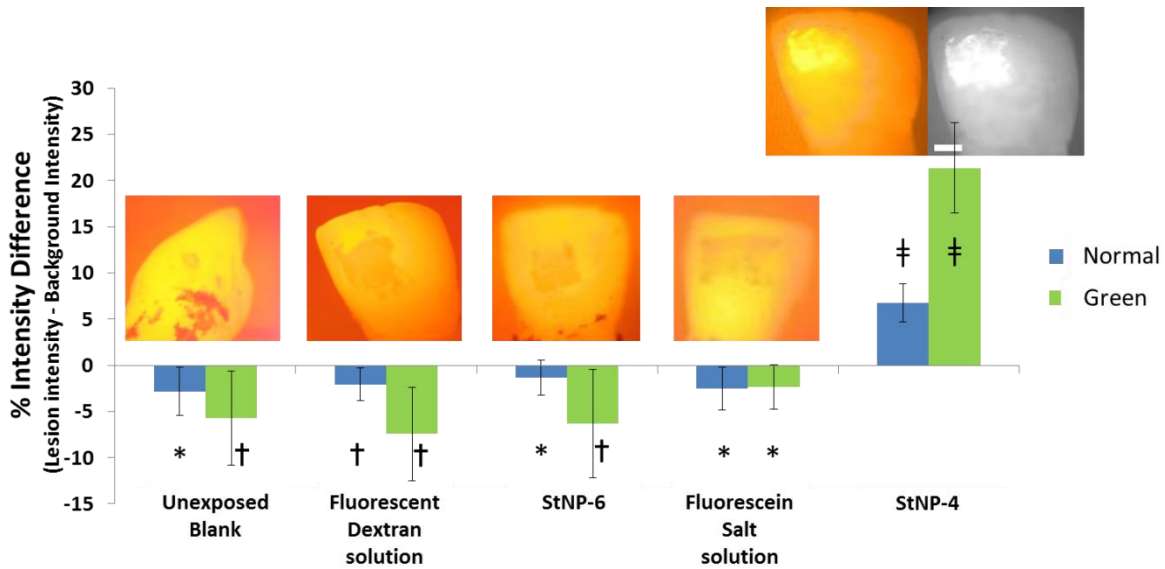 % Intensity Difference
(Lesion intensity - Background Intensity)
30
25
20
15
10
5
0
-5
-10
-15
*
†
†
†
*
†
*
*
ǂ
ǂ
Unexposed
Blank
Fluorescent
Dextran
solution
StNP-6
Fluorescein
Salt
solution
StNP-4
Normal
Green